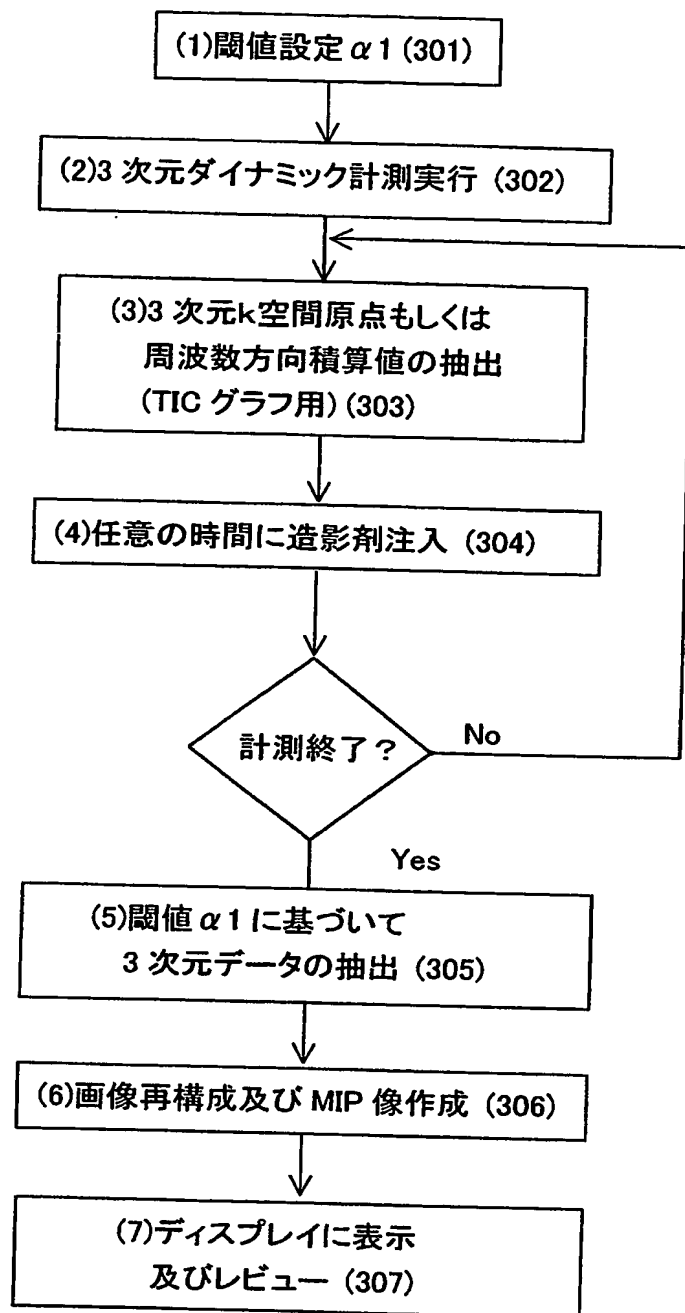 (1)閾値設定α1(301)
(2)3次元ダイナミック計測実行 (302)
(3)3次元k空間原点もしくは
周波数方向積算値の抽出
(TICグラフ用)(303)
(4)任意の時間に造影剤注入 (304)
計測終了?
No
Yes
(5)閾値α1に基づいて
3次元データの抽出 (305)
(6)画像再構成及びMIP像作成 (306)
(7)ディスプレイに表示
及びレビュー (307)